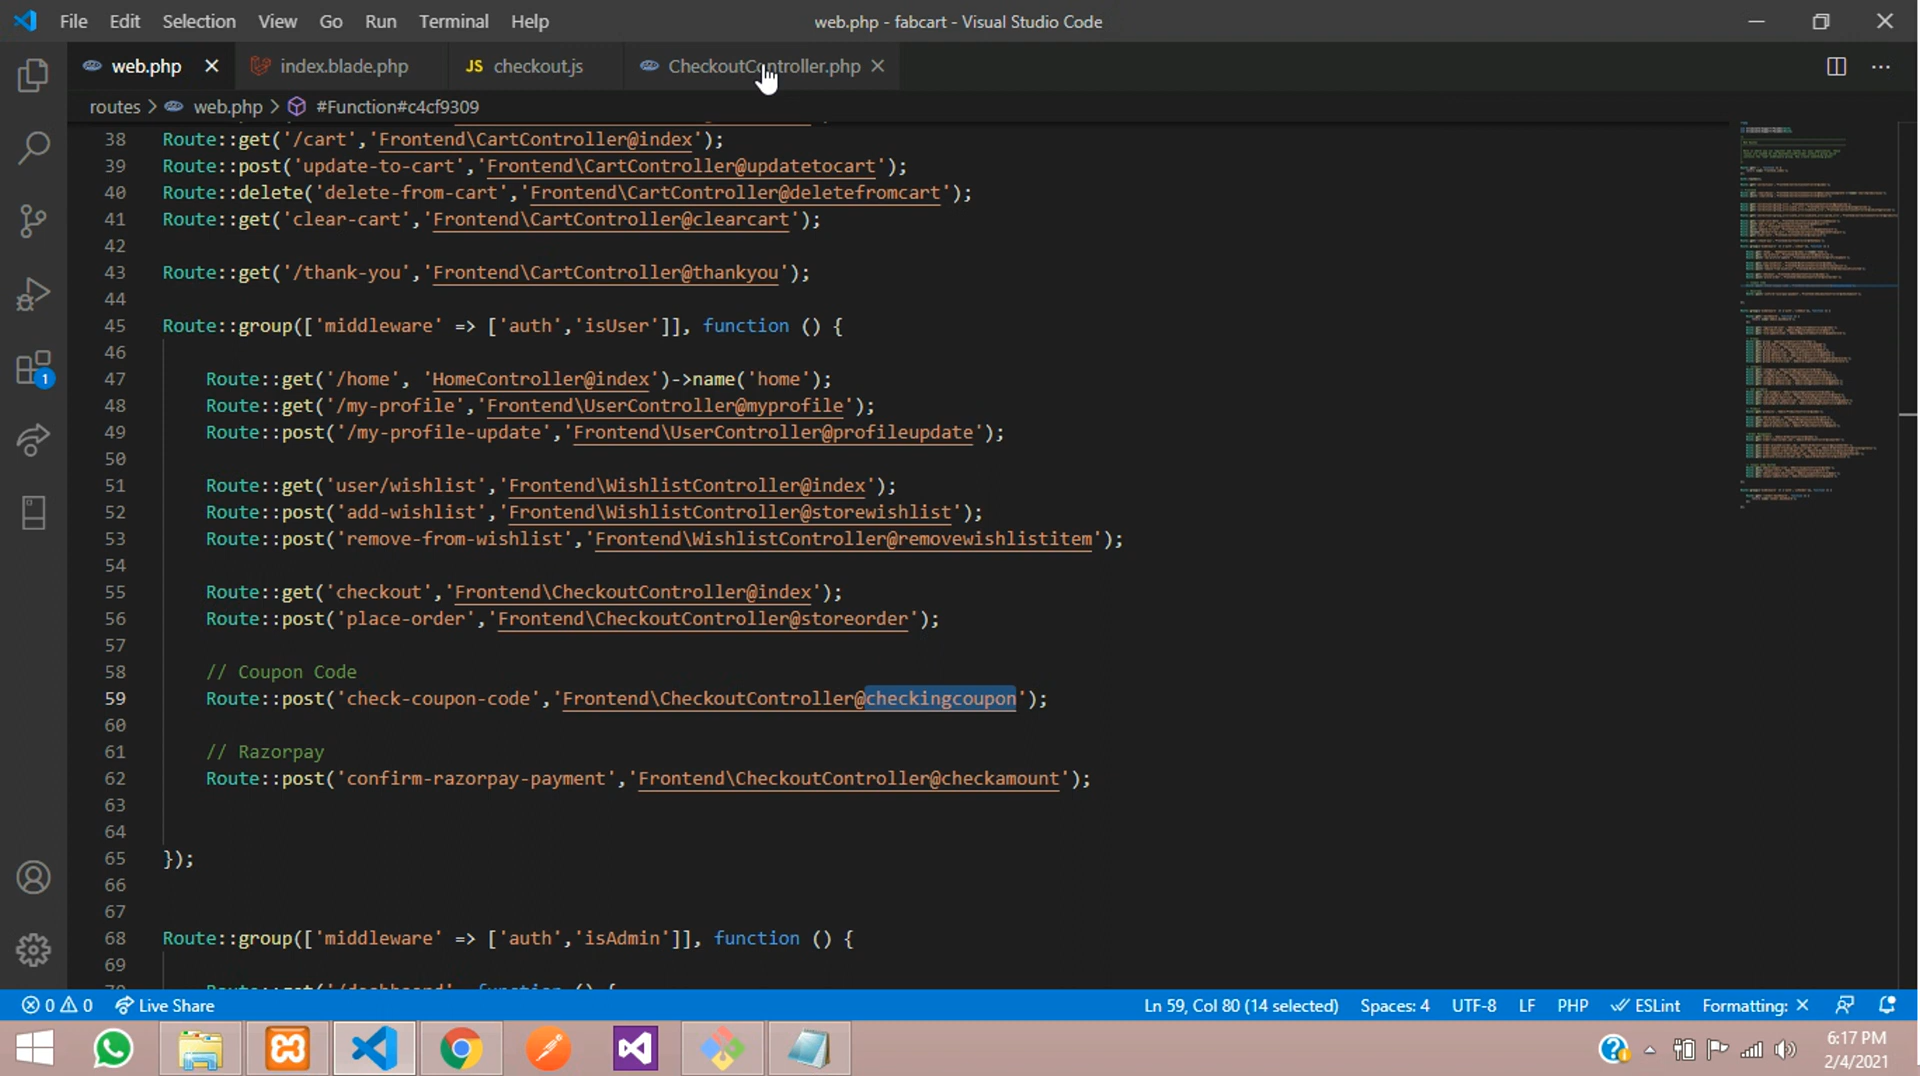 File Edit Selection View Go Run Terminal Help web.php - fabcart - Visual Studio Code
web.php index.blade.php JS checkout.js CheckoutController.php
routes > web.php > #Function#c4cf9309
38 Route::get('/cart','Frontend\CartController@index');
39 Route::post('update-to-cart','Frontend\CartController@updatetocart');
40 Route::delete('delete-from-cart','Frontend\CartController@deletefromcart');
41 Route::get('clear-cart','Frontend\CartController@clearcart');
42
43 Route::get('/thank-you','Frontend\CartController@thankyou');
44
45 Route::group(['middleware' => ['auth','isUser']], function () {
46
47 Route::get('/home', 'HomeController@index')->name('home');
48 Route::get('/my-profile','Frontend\UserController@myprofile');
49 Route::post('/my-profile-update','Frontend\UserController@profileupdate');
50
51 Route::get('user/wishlist','Frontend\WishlistController@index');
52 Route::post('add-wishlist','Frontend\WishlistController@storewishlist');
53 Route::post('remove-from-wishlist','Frontend\WishlistController@removewishlistitem');
54
55 Route::get('checkout','Frontend\CheckoutController@index');
56 Route::post('place-order','Frontend\CheckoutController@storeorder');
57
58 // Coupon Code
59 Route::post('check-coupon-code','Frontend\CheckoutController@checkingcoupon');
60
61 // Razorpay
62 Route::post('confirm-razorpay-payment','Frontend\CheckoutController@checkamount');
63
64
65 });
66
67
68 Route::group(['middleware' => ['auth','isAdmin']], function () {
69
70 Route::get('/dashboard', function () {
1
0 0 Live Share Ln 59, Col 80 (14 selected) Spaces: 4 UTF-8 LF PHP ESLint Formatting: ×
6:17 PM
2/4/2021